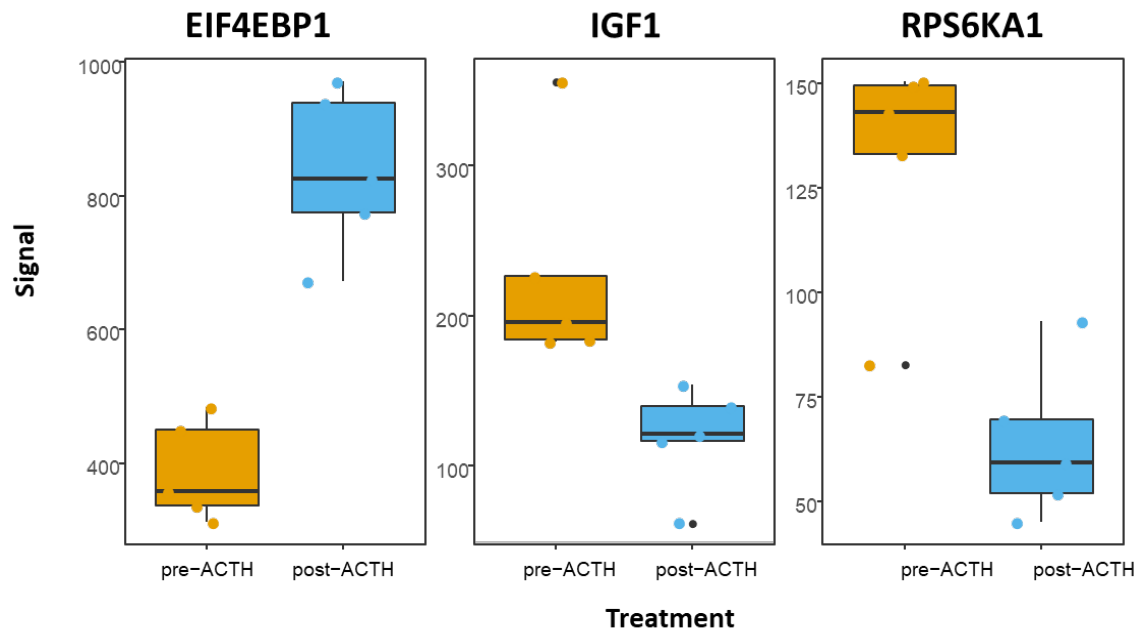 EIF4EBP1
IGF1
RPS6KA1
Signal
1000
800
600
400
300
200
100
150
125
100
75
50
pre-ACTH
post-ACTH
pre-ACTH
post-ACTH
pre-ACTH
post-ACTH
Treatment